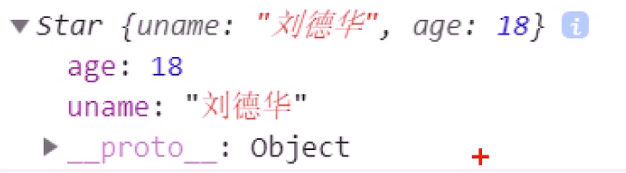 ▼Star {uname: "刘德华", age: 18} i
age: 18
uname: "刘德华"
▶__proto__: Object